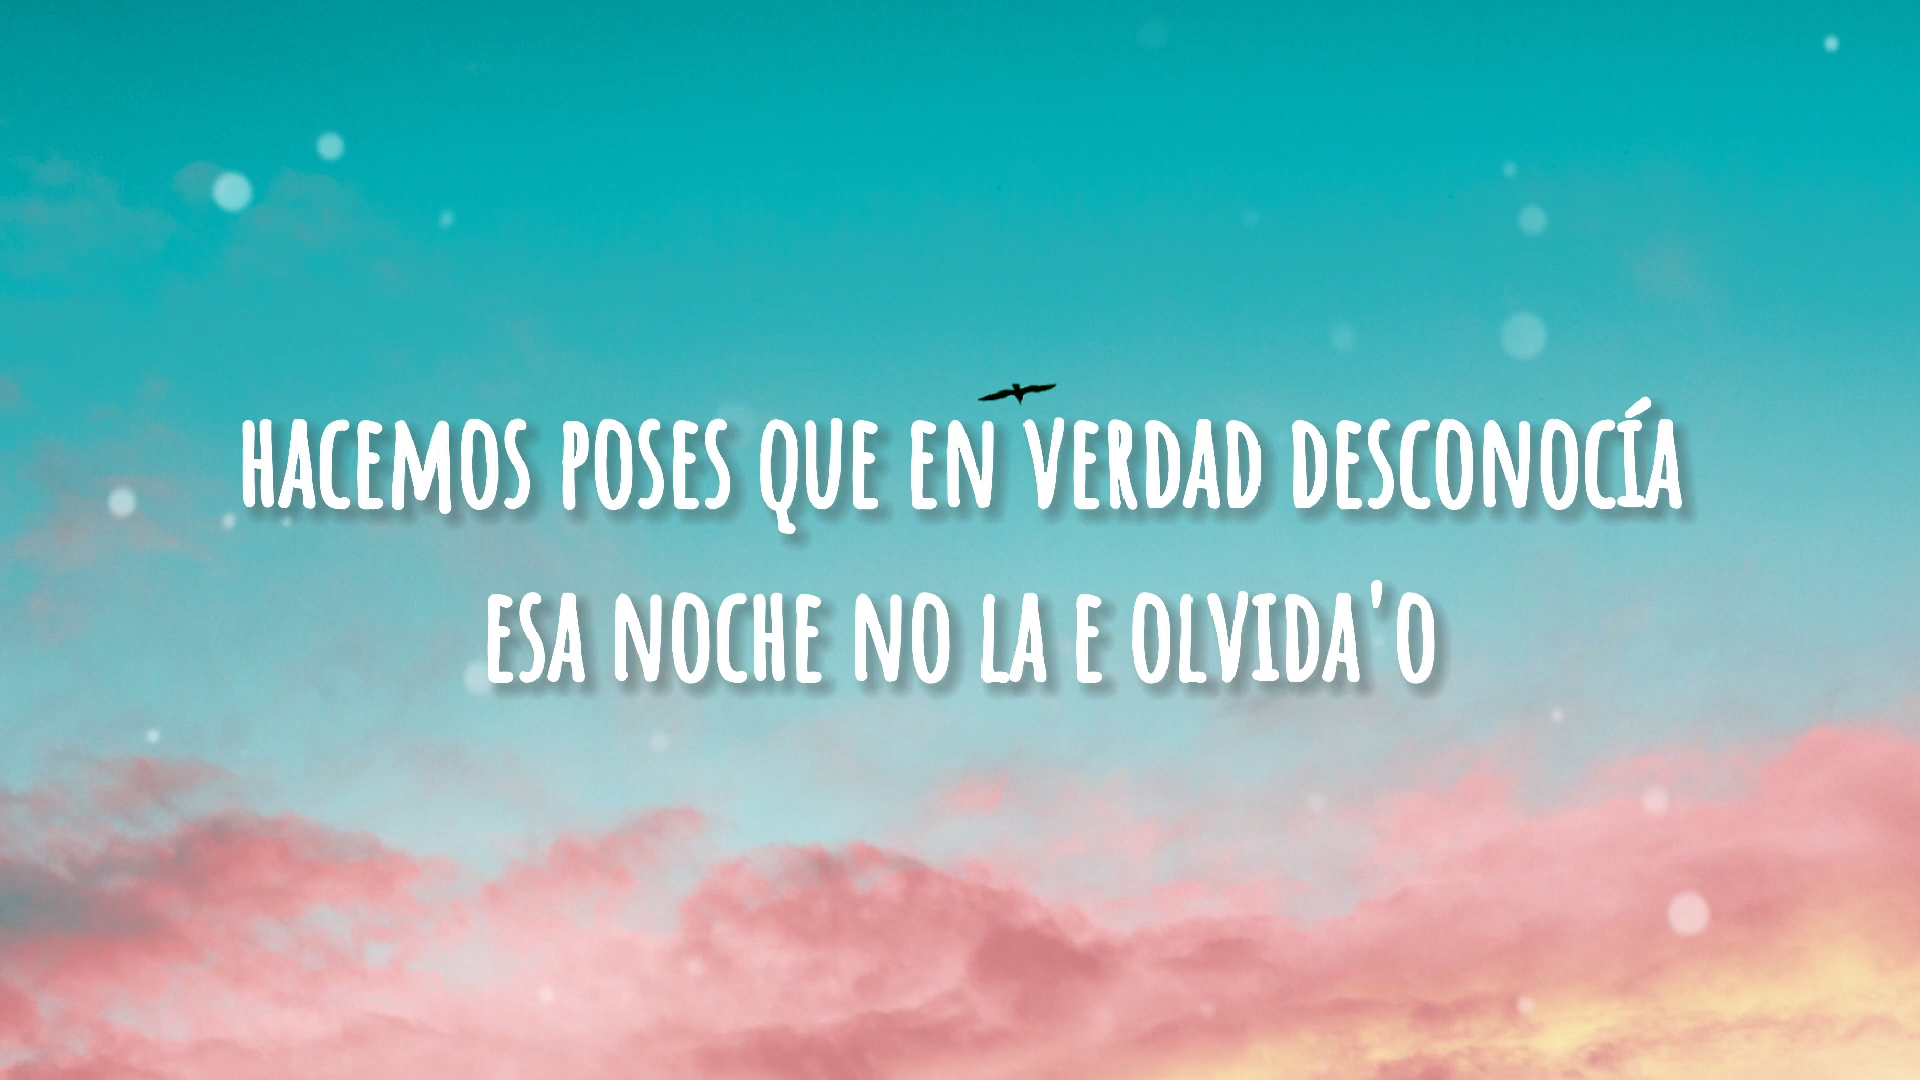 HACEMOS POSES QUE EN VERDAD DESCONOCÍA
ESA NOCHE NO LA E OLVIDA'O